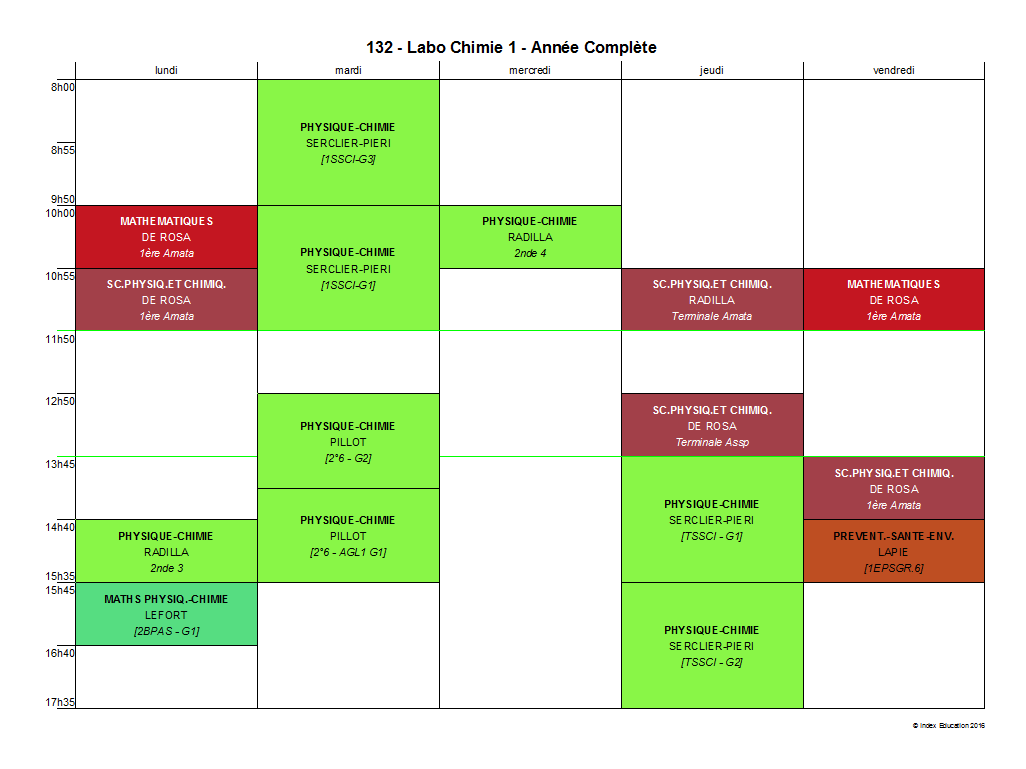 132 - Labo Chimie 1 - Année Complète
lundi
mardi
mercredi
jeudi
vendredi
8h00
8h55
9h50
10h00
10h55
11h50
12h50
13h45
14h40
15h35
15h45
16h40
17h35
MATHEMATIQUES
DE ROSA
1ère Amata
SC.PHYSIQ.ET CHIMIQ.
DE ROSA
1ère Amata
PHYSIQUE-CHIMIE
RADILLA
2nde 3
MATHS PHYSIQ.-CHIMIE
LEFORT
[2BPAS - G1]
PHYSIQUE-CHIMIE
SERCLIER-PIERI
[1SSCI-G3]
PHYSIQUE-CHIMIE
SERCLIER-PIERI
[1SSCI-G1]
PHYSIQUE-CHIMIE
PILLOT
[2°6 - G2]
PHYSIQUE-CHIMIE
PILLOT
[2°6 - AGL1 G1]
PHYSIQUE-CHIMIE
RADILLA
2nde 4
SC.PHYSIQ.ET CHIMIQ.
RADILLA
Terminale Amata
SC.PHYSIQ.ET CHIMIQ.
DE ROSA
Terminale Assp
PHYSIQUE-CHIMIE
SERCLIER-PIERI
[TSSCI - G1]
PHYSIQUE-CHIMIE
SERCLIER-PIERI
[TSSCI - G2]
MATHEMATIQUES
DE ROSA
1ère Amata
SC.PHYSIQ.ET CHIMIQ.
DE ROSA
1ère Amata
PREVENT.-SANTE-ENV.
LAPIE
[1EPSGR.6]
© Index Education 2016